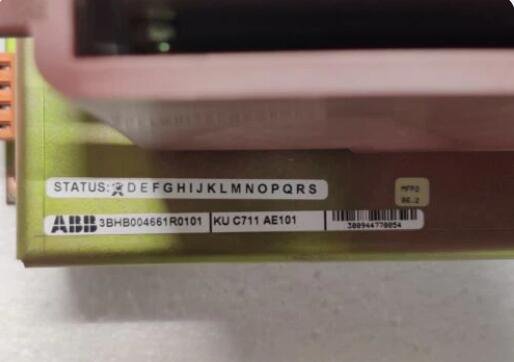 STATUS: DEFGHIJKLMNOPQRS
ABB 3BHB004661R0101 KU C711 AE101